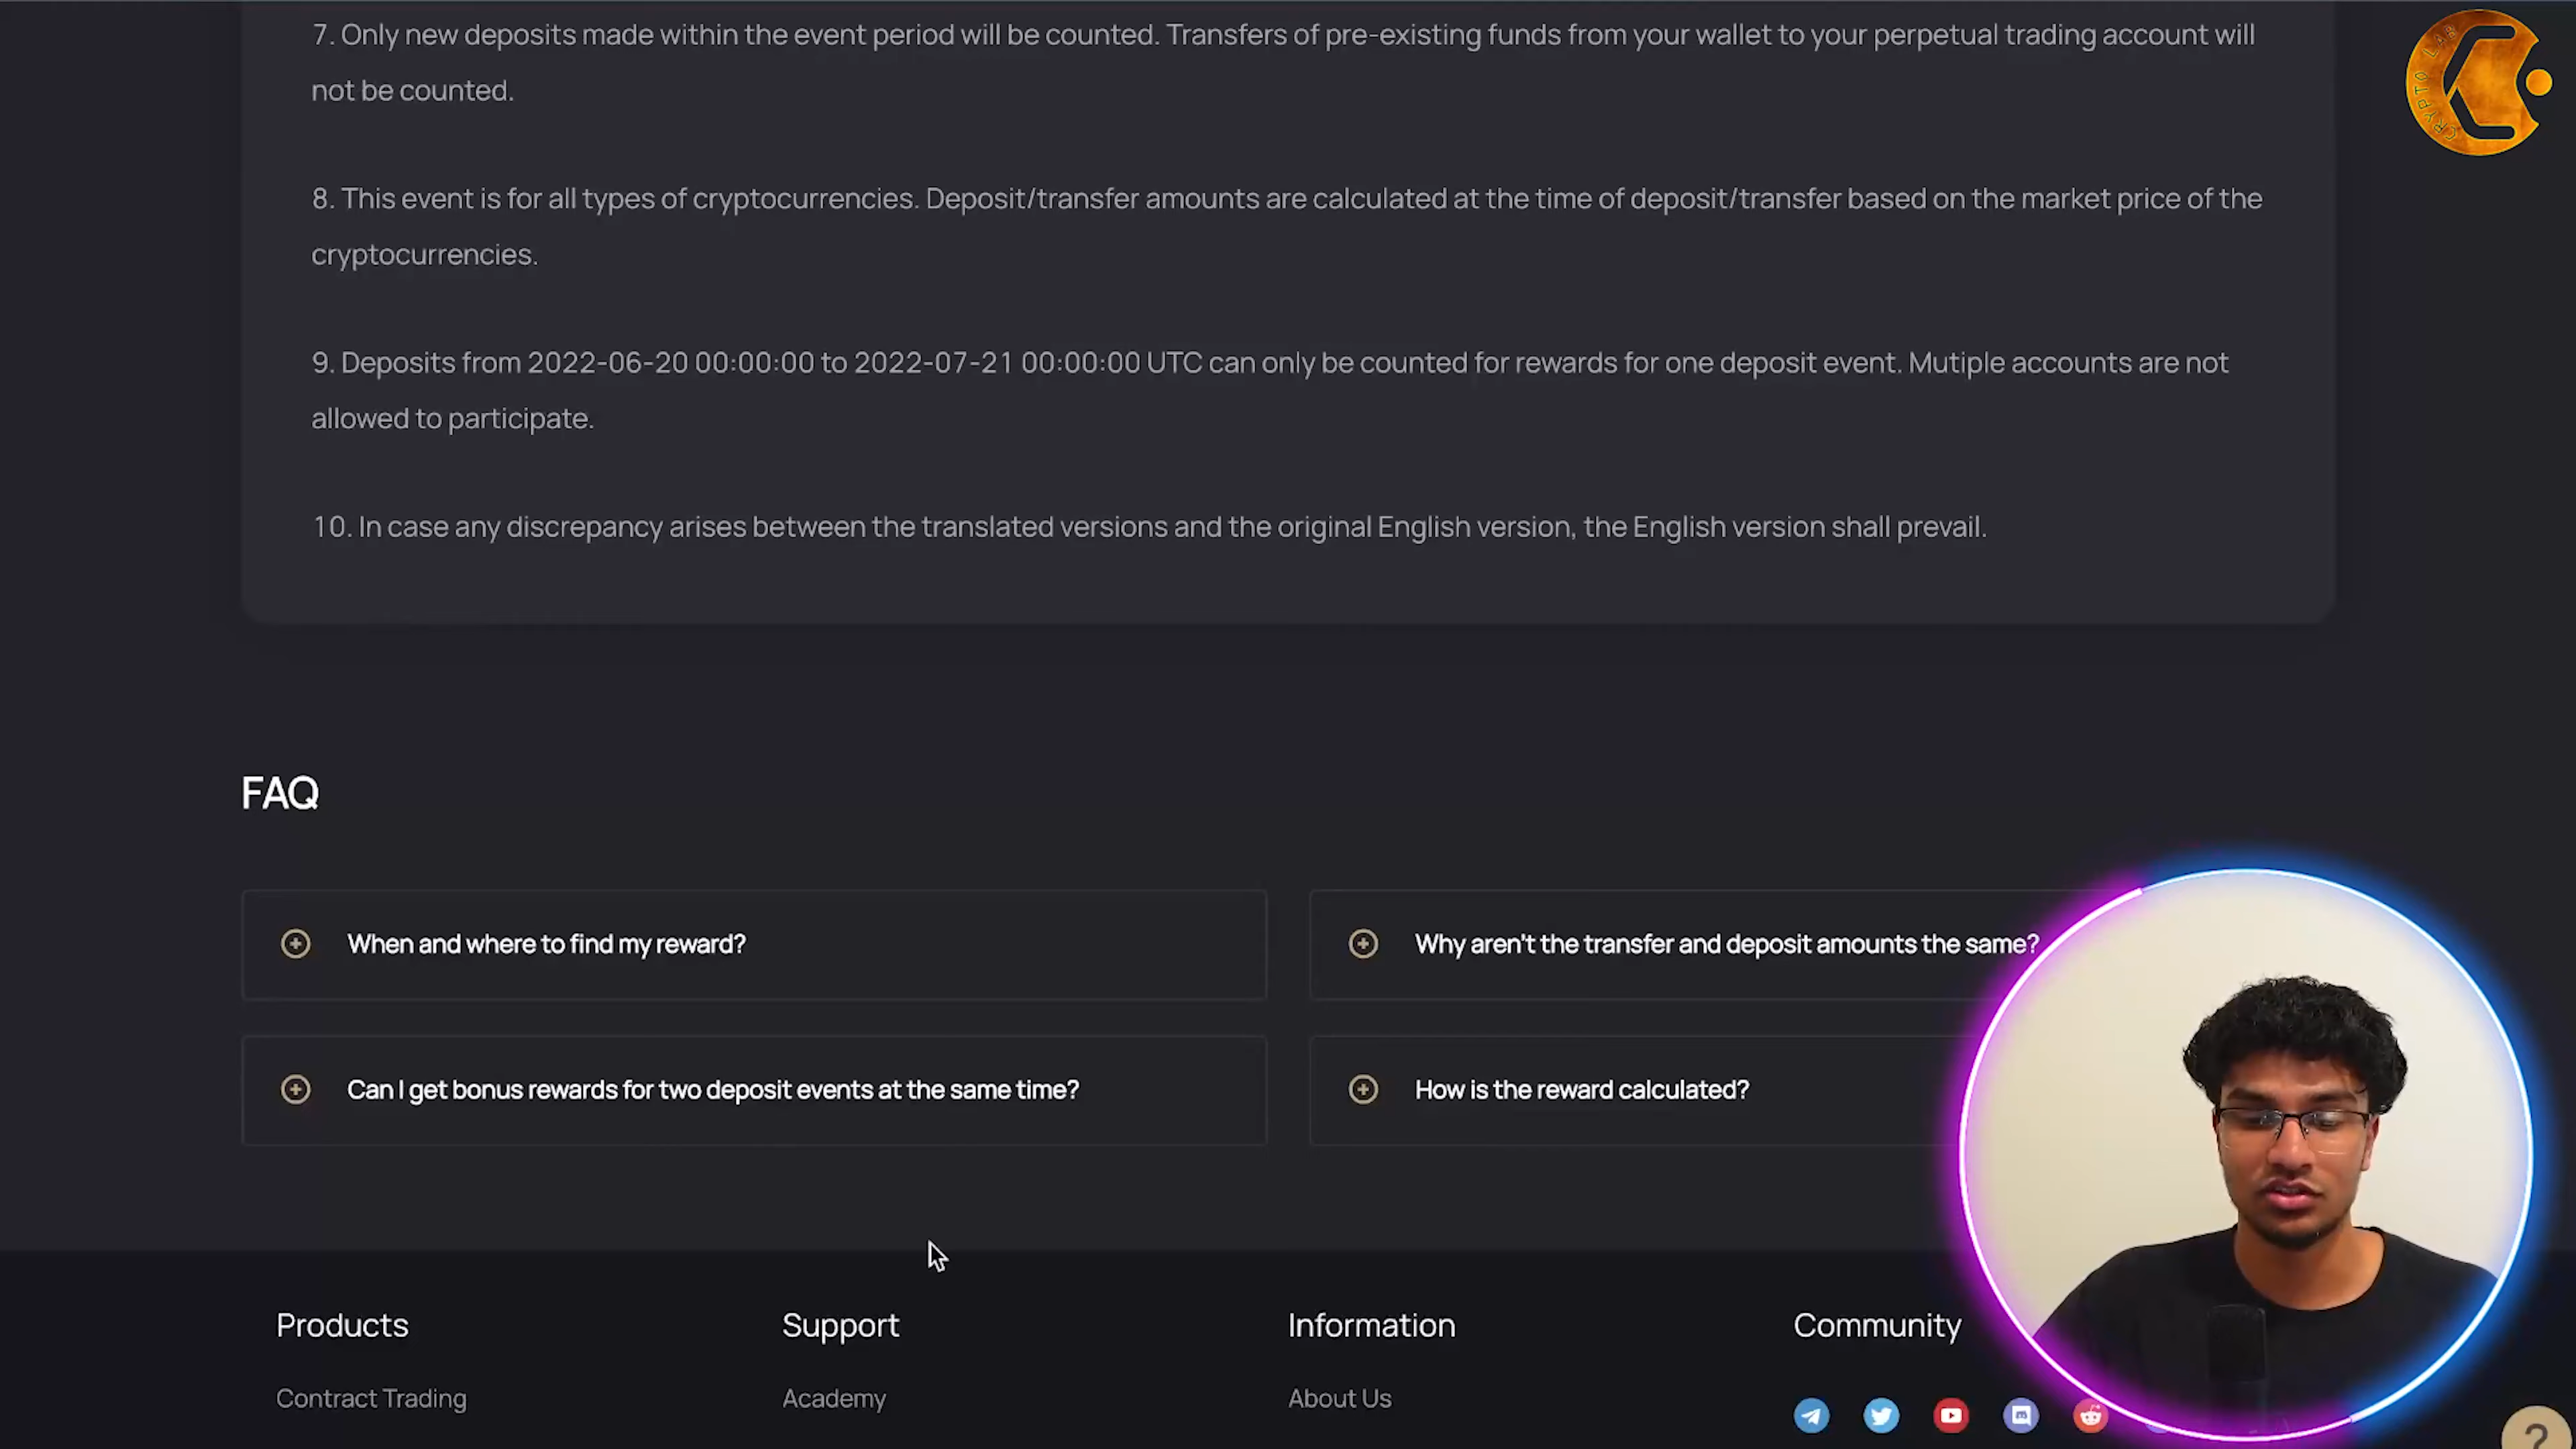 7. Only new deposits made within the event period will be counted. Transfers of pre-existing funds from your wallet to your perpetual trading account will
not be counted.
CRYPTO LAB
8. This event is for all types of cryptocurrencies. Deposit/transfer amounts are calculated at the time of deposit/transfer based on the market price of the
cryptocurrencies.
9. Deposits from 2022-06-20 00:00:00 to 2022-07-21 00:00:00 UTC can only be counted for rewards for one deposit event. Mutiple accounts are not
allowed to participate.
10. In case any discrepancy arises between the translated versions and the original English version, the English version shall prevail.
FAQ
When and where to find my reward?
Why aren't the transfer and deposit amounts the same?
Can I get bonus rewards for two deposit events at the same time?
How is the reward calculated?
Products
Support
Information
Community
Contract Trading
Academy
About Us
?